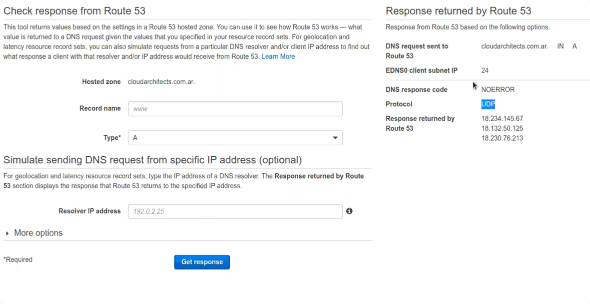 Check response from Route 53
This tool returns values based on the settings in a Route 53 hosted zone. You can use it to see how Route 53 works — what
value is returned to a DNS request given the values that you specified in your resource record sets. For geolocation and
latency resource record sets, you can also simulate requests from a particular DNS resolver and/or client IP address to find out
what response a client with that resolver and/or IP address would receive from Route 53. Learn More
Hosted zone cloudarchitects.com.ar.
Record name www
Type* A
Simulate sending DNS request from specific IP address (optional)
For geolocation and latency resource record sets, type the IP address of a DNS resolver. The Response returned by Route
53 section displays the response that Route 53 returns to the specified IP address.
Resolver IP address 192.0.2.25
More options
*Required
Get response
Response returned by Route 53
Response from Route 53 based on the following options.
DNS request sent to cloudarchitects.com.ar. IN A
Route 53
EDNS0 client subnet IP 24
DNS response code NOERROR
Protocol UDP
Response returned by 18.234.145.67
Route 53 18.132.50.125
18.230.76.213